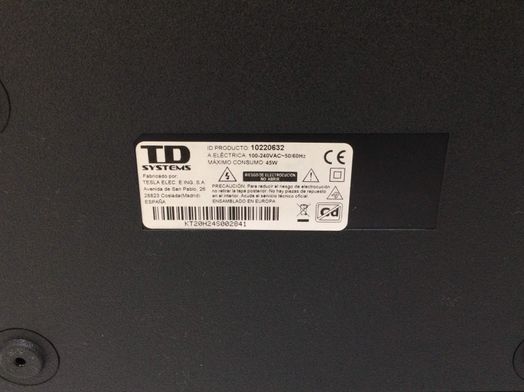 TD
SYSTEMS
ID PRODUCTO: 10220632
A.ELÉCTRICA: 100-240VAC~50/60Hz
MÁXIMO CONSUMO: 45W
CE
Fabricado por:
TESLA ELEC. E ING, S.A
Avenida de San Pablo, 26
28823 Coslada(Madrid)
ESPAÑA
RIESGO DE ELECTROCUCIÓN
NO ABRIR
PRECAUCIÓN: Para reducir el riesgo de electrocución
no retirar la tapa posterior. No hay piezas de repuesto
en el interior. Acuda al servicio técnico oficial.
ENSAMBLADO EN EUROPA
KT20H24S002841